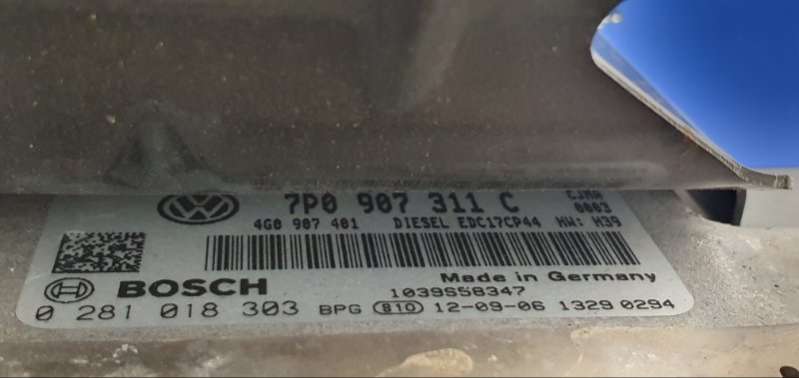 7P0 907 311 C CJMA
0003
4G0 907 401 DIESEL EDC17CP44 HW: H39
BOSCH
Made in Germany
1039S58347
0 281 018 303 BPG 810 12-09-06 1329 0294